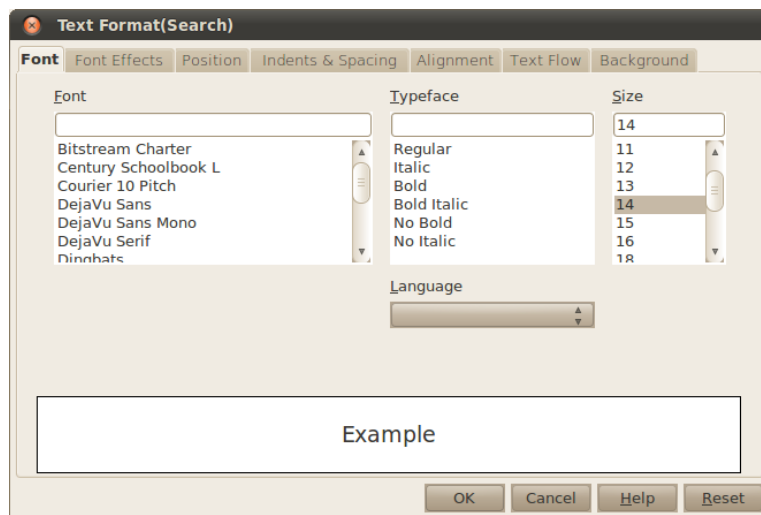 Text Format(Search)
Font Font Effects Position Indents & Spacing Alignment Text Flow Background
Font Typeface Size
14
Bitstream Charter Regular 11
Century Schoolbook L Italic 12
Courier 10 Pitch Bold 13
DejaVu Sans Bold Italic 14
DejaVu Sans Mono No Bold 15
DejaVu Serif No Italic 16
Dingbats 18
Language
Example
OK Cancel Help Reset